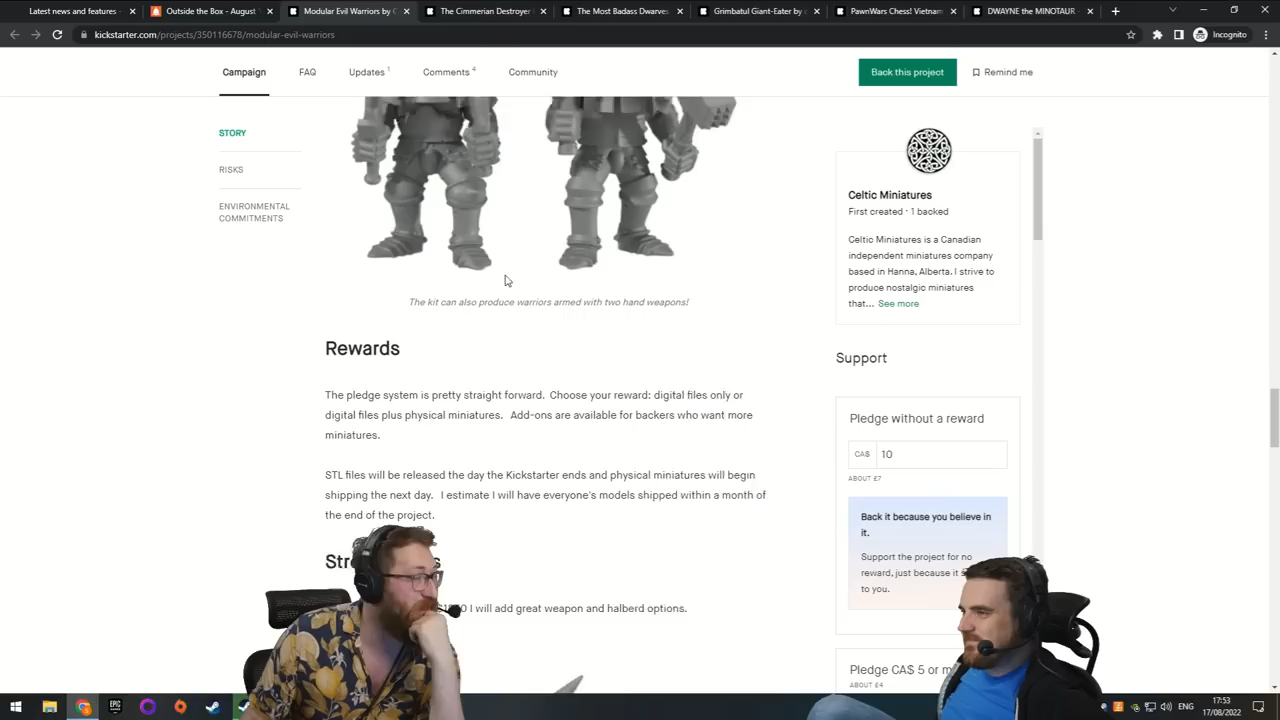 Latest news and features -
Outside the Box - August
Modular Evil Warriors by C
The Cimmerian Destroyer
The Most Badass Dwarves
Grimbatul Giant-Eater by
PawnWars Chess! Vietnam
DWAYNE the MINOTAUR
kickstarter.com/projects/350116678/modular-evil-warriors
Incognito
Campaign
FAQ
Updates 1
Comments 4
Community
Back this project
Remind me
STORY
RISKS
ENVIRONMENTAL
COMMITMENTS
The kit can also produce warriors armed with two hand weapons!
Rewards
The pledge system is pretty straight forward. Choose your reward: digital files only or
digital files plus physical miniatures. Add-ons are available for backers who want more
miniatures.
STL files will be released the day the Kickstarter ends and physical miniatures will begin
shipping the next day. I estimate I will have everyone's models shipped within a month of
the end of the project.
I will add great weapon and halberd options.
Celtic Miniatures
First created · 1 backed
Celtic Miniatures is a Canadian
independent miniatures company
based in Hanna, Alberta. I strive to
produce nostalgic miniatures
that... See more
Support
Pledge without a reward
CA$ 10
ABOUT £7
Back it because you believe in
it.
Support the project for no
reward, just because it
to you.
Pledge CA$ 5 or m
ABOUT £4
ENG
17:53
17/08/2022